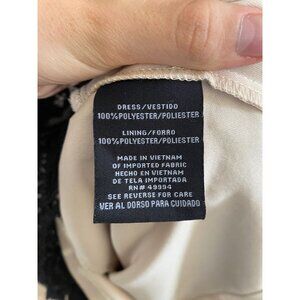 DRESS/VESTIDO
100%POLYESTER/POLIESTER
LINING/FORRO
100%POLYESTER/POLIESTER
MADE IN VIETNAM
OF IMPORTED FABRIC
HECHO EN VIETNAM
DE TELA IMPORTADA
RN# 49994
SEE REVERSE FOR CARE
VER AL DORSO PARA CUIDADO